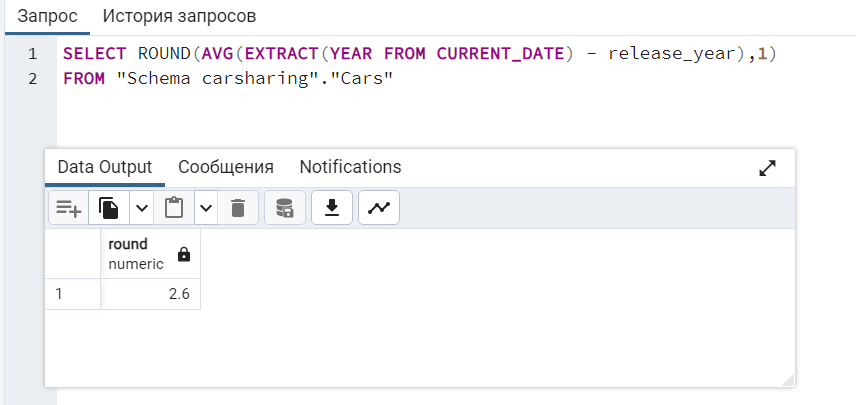 Запрос История запросов
1 SELECT ROUND(AVG(EXTRACT(YEAR FROM CURRENT_DATE) - release_year),1)
2 FROM "Schema carsharing"."Cars"
Data Output Сообщения Notifications
round
numeric
1 2.6